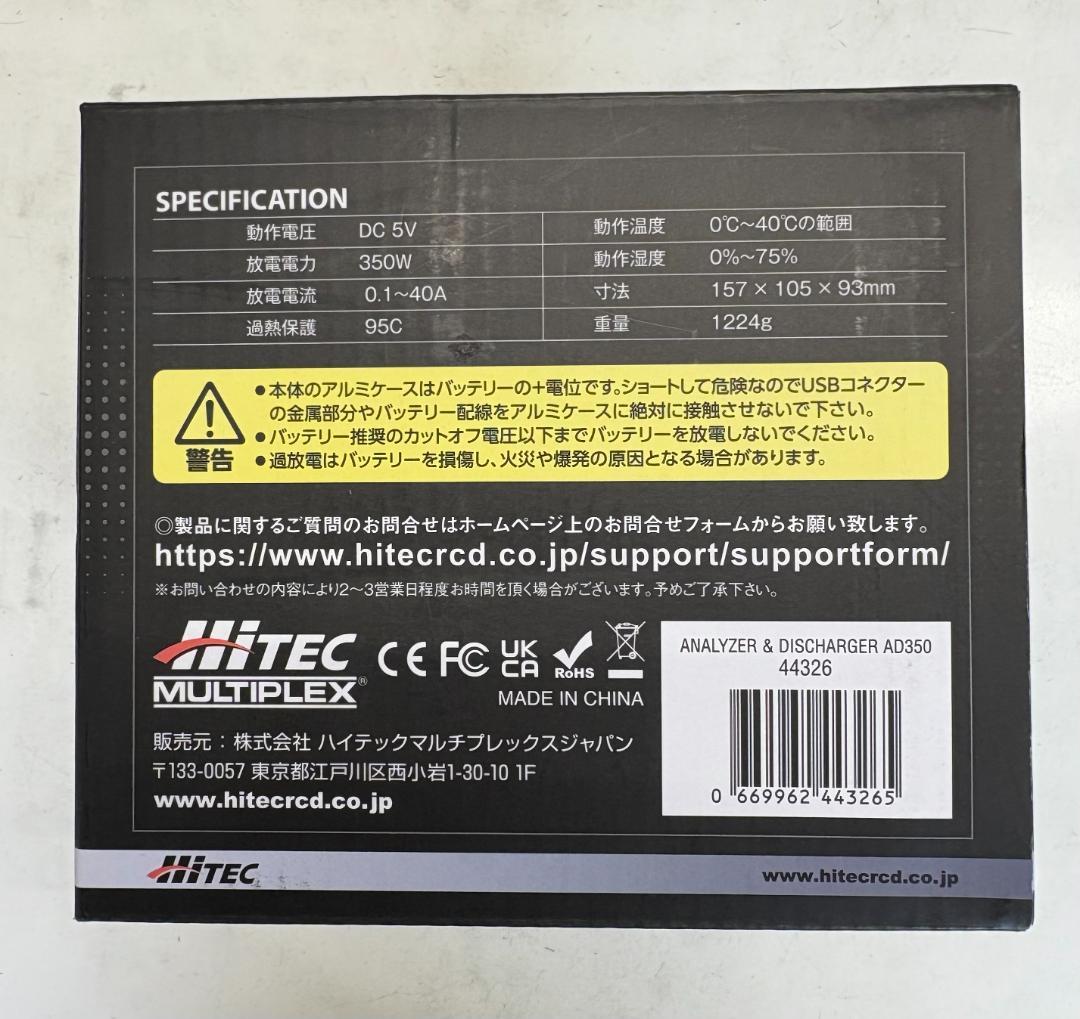 SPECIFICATION
動作電圧 DC 5V 動作温度 0℃〜40℃の範囲
放電電力 350W 動作湿度 0%〜75%
放電電流 0.1〜40A 寸法 157 × 105 × 93mm
過熱保護 95C 重量 1224g
警告
●本体のアルミケースはバッテリーの+電位です。ショートして危険なのでUSBコネクター
の金属部分やバッテリー配線をアルミケースに絶対に接触させないで下さい。
●バッテリー推奨のカットオフ電圧以下までバッテリーを放電しないでください。
●過放電はバッテリーを損傷し、火災や爆発の原因となる場合があります。
◎製品に関するご質問のお問合せはホームページ上のお問合せフォームからお願い致します。
https://www.hitecrcd.co.jp/support/supportform/
※お問い合わせの内容により2〜3営業日程度お時間を頂く場合がございます。予めご了承下さい。
HiTEC
MULTIPLEX®
CE FC UK CA RoHS
MADE IN CHINA
ANALYZER & DISCHARGER AD350
44326
0 669962 443265
販売元：株式会社 ハイテックマルチプレックスジャパン
〒133-0057 東京都江戸川区西小岩1-30-10 1F
www.hitecrcd.co.jp
HiTEC
www.hitecrcd.co.jp